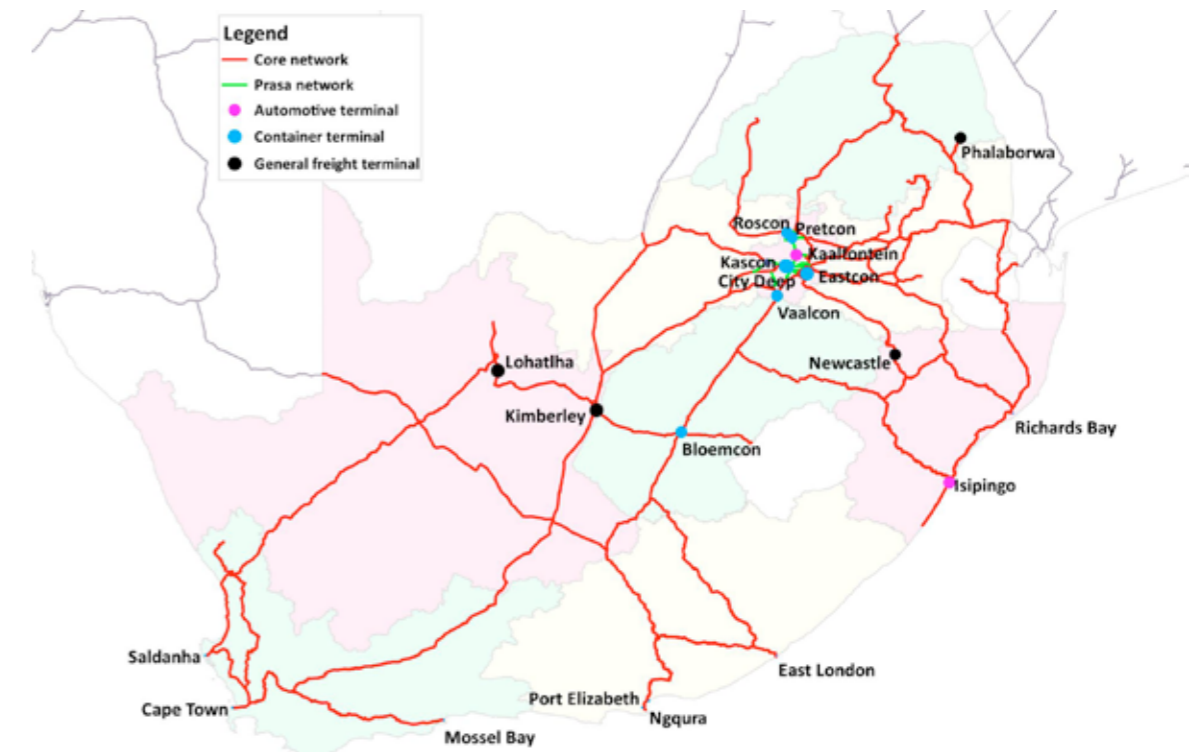 Legend
Core network
Prasa network
Automotive terminal
Container terminal
General freight terminal
Phalaborwa
Roscon
Pretcon
Kaalfontein
Kascon
City Deep
Eastcon
Vaalcon
Newcastle
Lohatlha
Kimberley
Bloemcon
Richards Bay
Isipingo
Saldanha
East London
Cape Town
Port Elizabeth
Ngqura
Mossel Bay